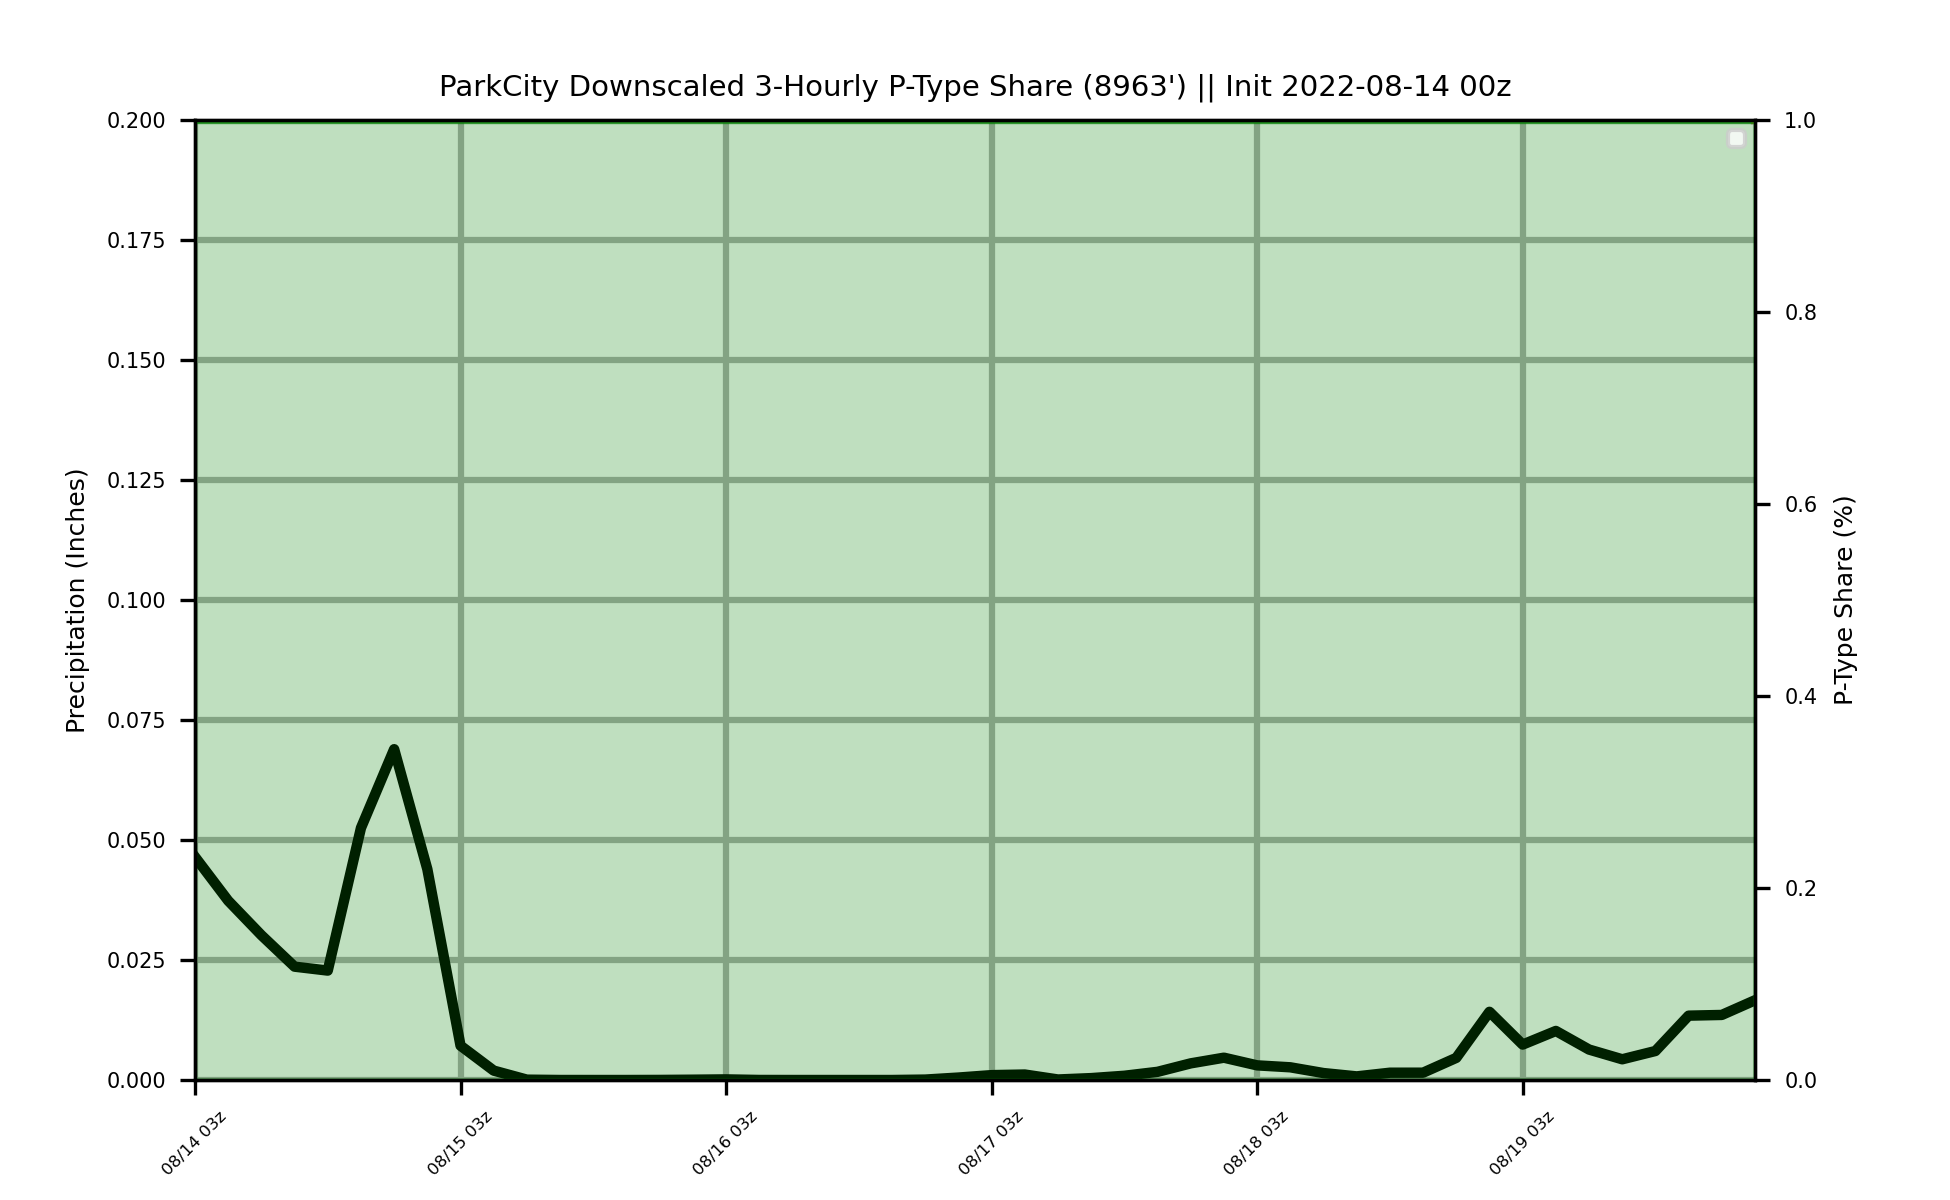 ParkCity Downscaled 3-Hourly P-Type Share (8963') || Init 2022-08-14 00z
0.200
0.175
0.150
0.125
0.100
0.075
0.050
0.025
0.000
Precipitation (Inches)
1.0
0.8
0.6
0.4
0.2
0.0
P-Type Share (%)
08/14 03z
08/15 03z
08/16 03z
08/17 03z
08/18 03z
08/19 03z